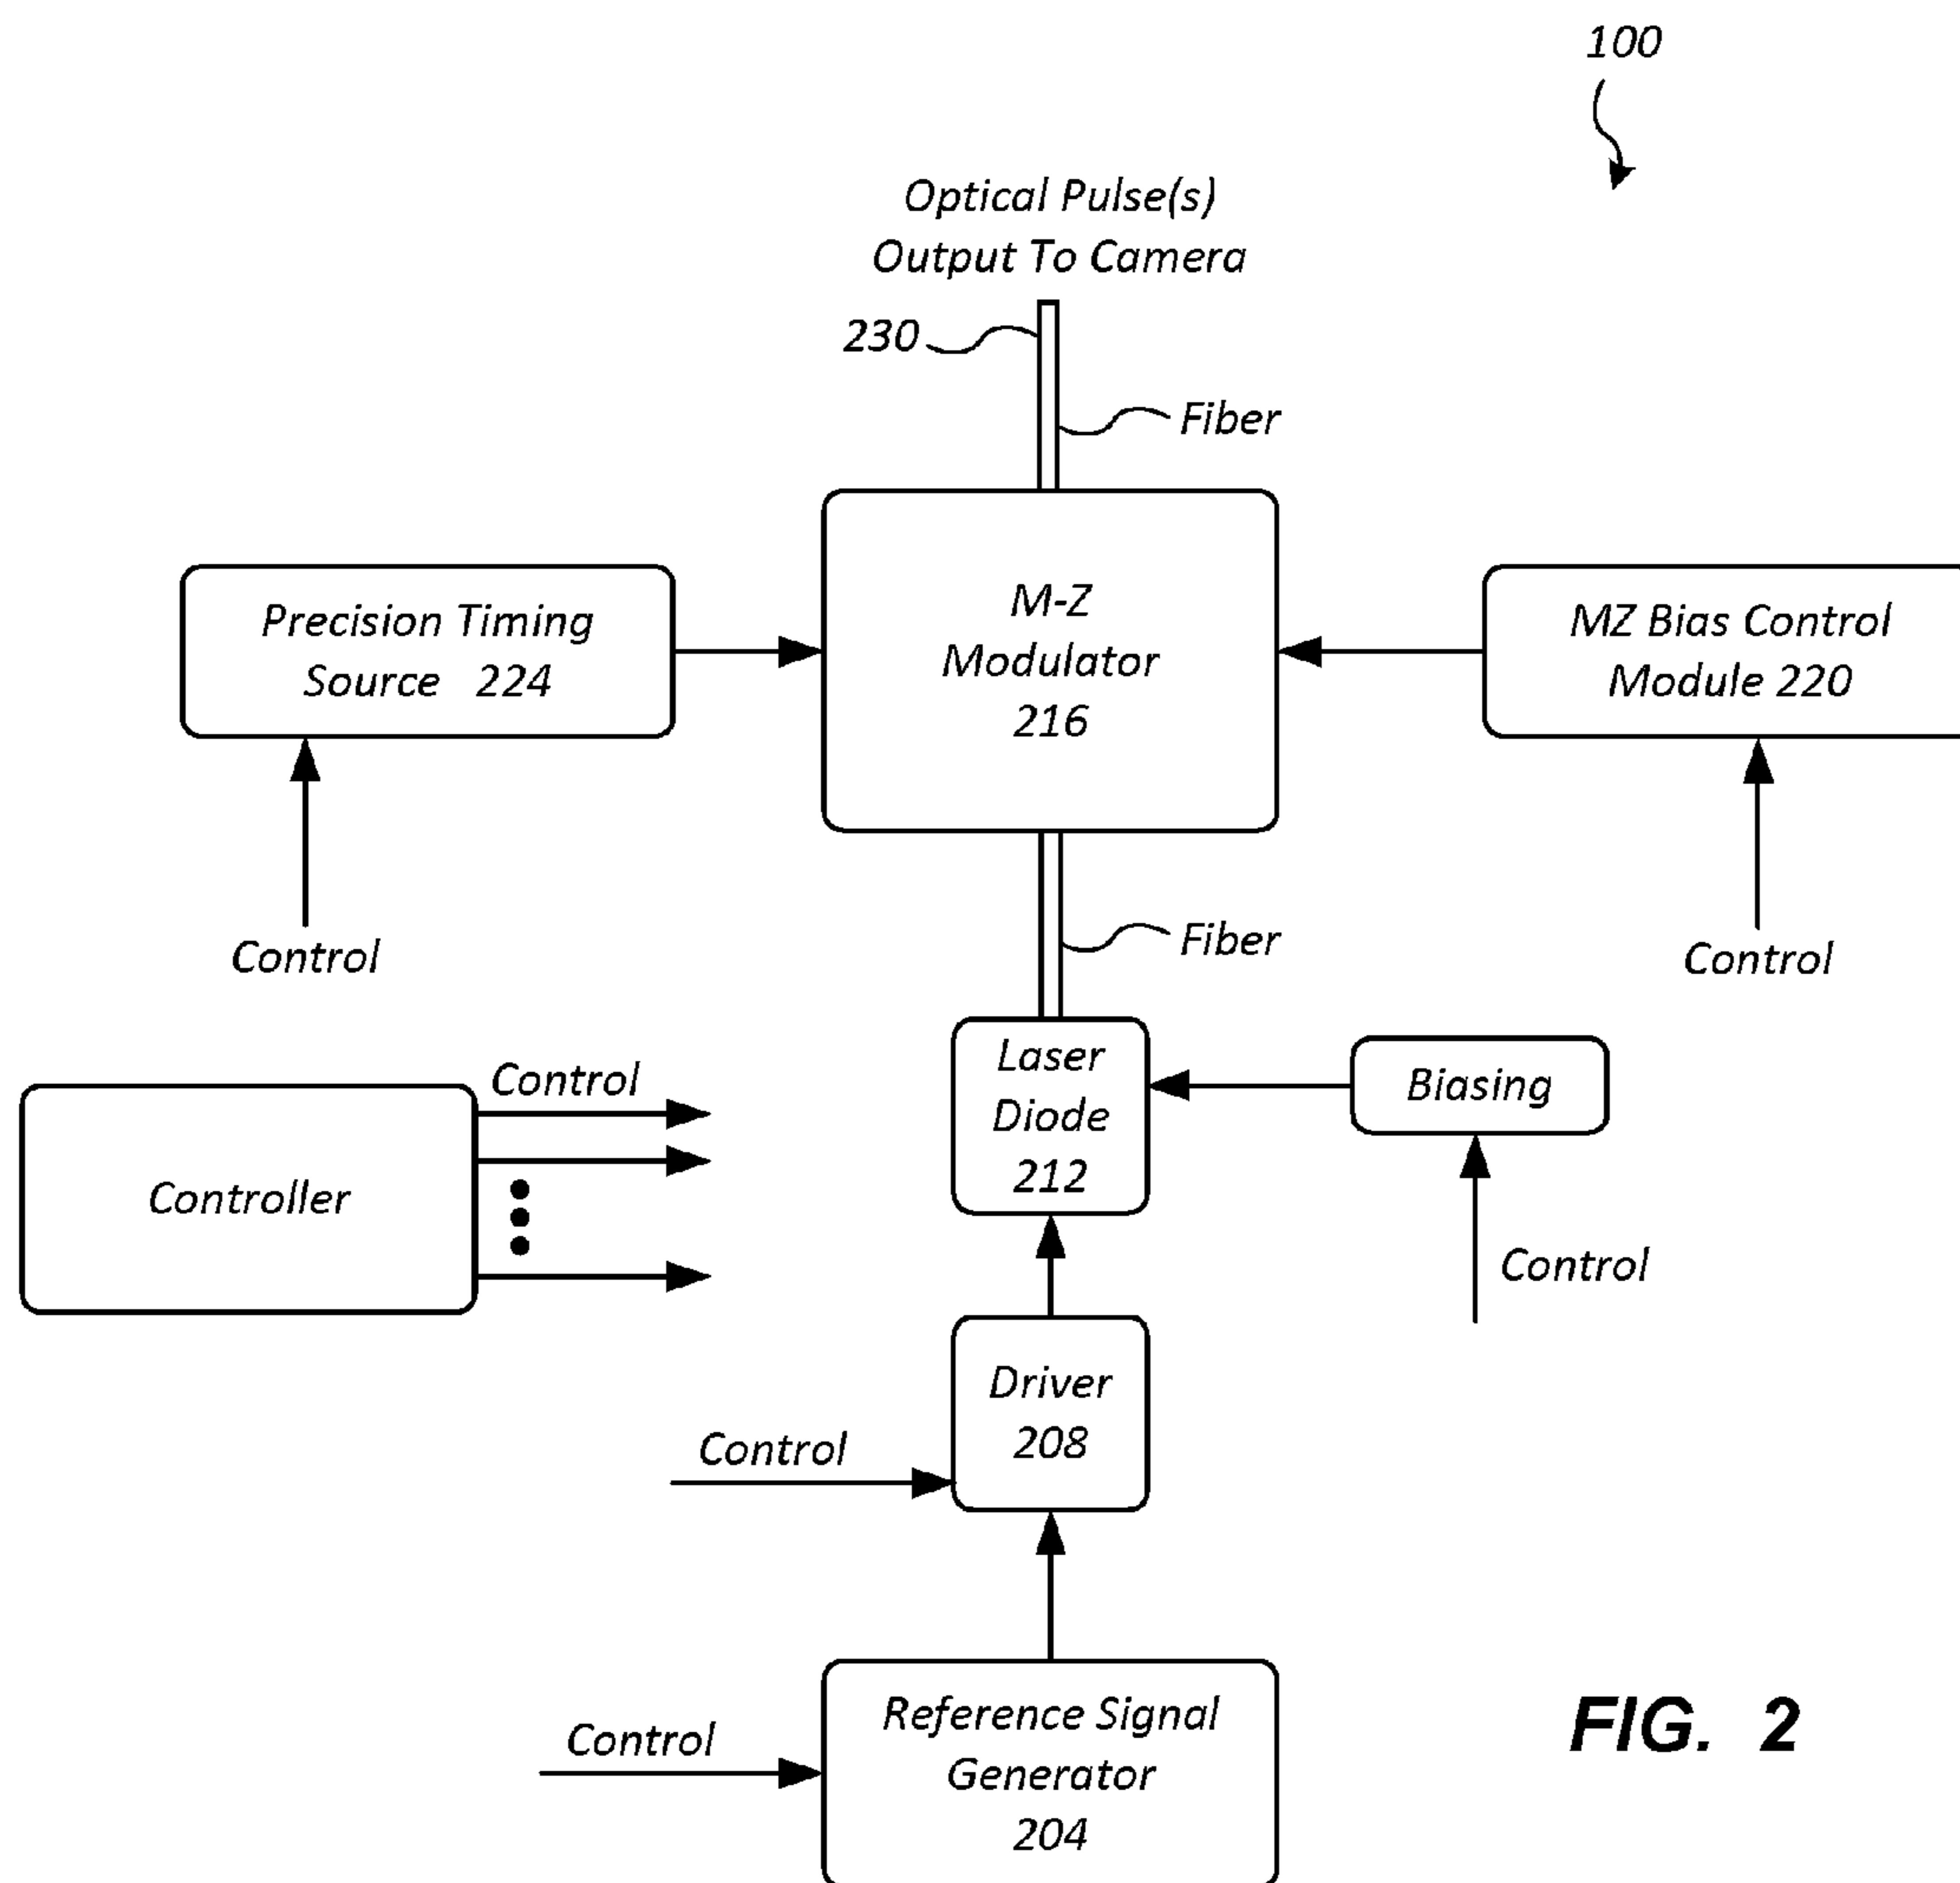 100
Optical Pulse(s)
Output To Camera
230
Fiber
Precision Timing
Source 224
M-Z
Modulator
216
MZ Bias Control
Module 220
Control
Fiber
Control
Controller
Control
Laser
Diode
212
Biasing
Control
Driver
208
Control
Reference Signal
Generator
204
Control
FIG. 2